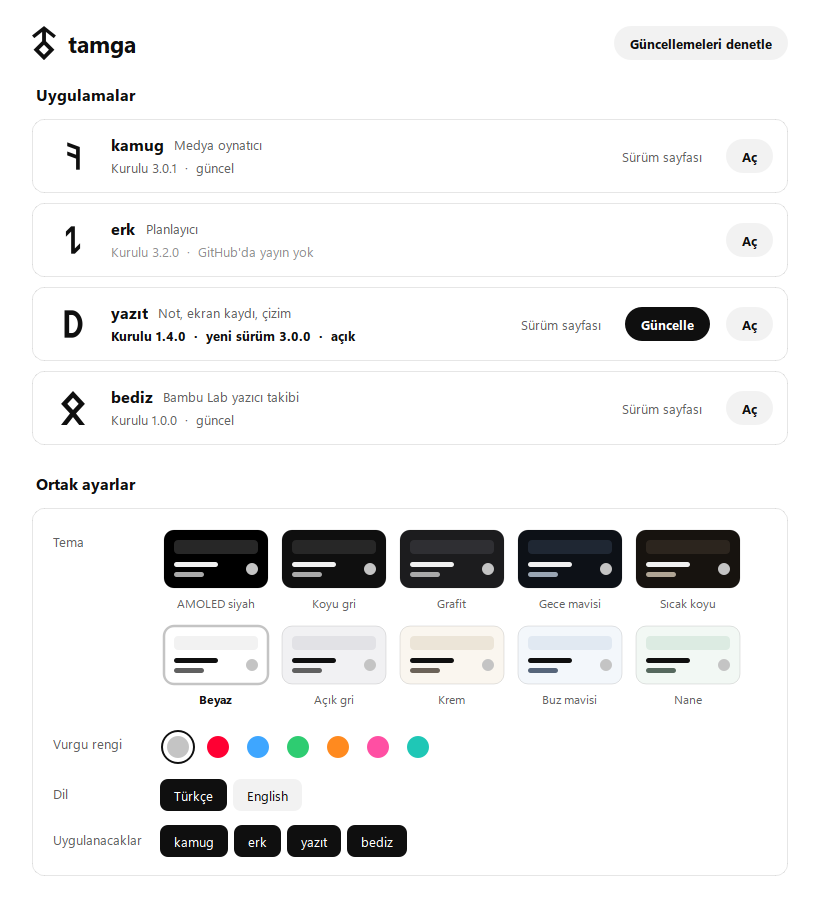 tamga
Güncellemeleri denetle
Uygulamalar
kamug Medya oynatıcı
Kurulu 3.0.1 · güncel
Sürüm sayfası
Aç
erk Planlayıcı
Kurulu 3.2.0 · GitHub'da yayın yok
Aç
yazıt Not, ekran kaydı, çizim
Kurulu 1.4.0 · yeni sürüm 3.0.0 · açık
Sürüm sayfası
Güncelle
Aç
bediz Bambu Lab yazıcı takibi
Kurulu 1.0.0 · güncel
Sürüm sayfası
Aç
Ortak ayarlar
Tema
AMOLED siyah
Koyu gri
Grafit
Gece mavisi
Sıcak koyu
Beyaz
Açık gri
Krem
Buz mavisi
Nane
Vurgu rengi
Dil
Türkçe
English
Uygulanacaklar
kamug
erk
yazıt
bediz